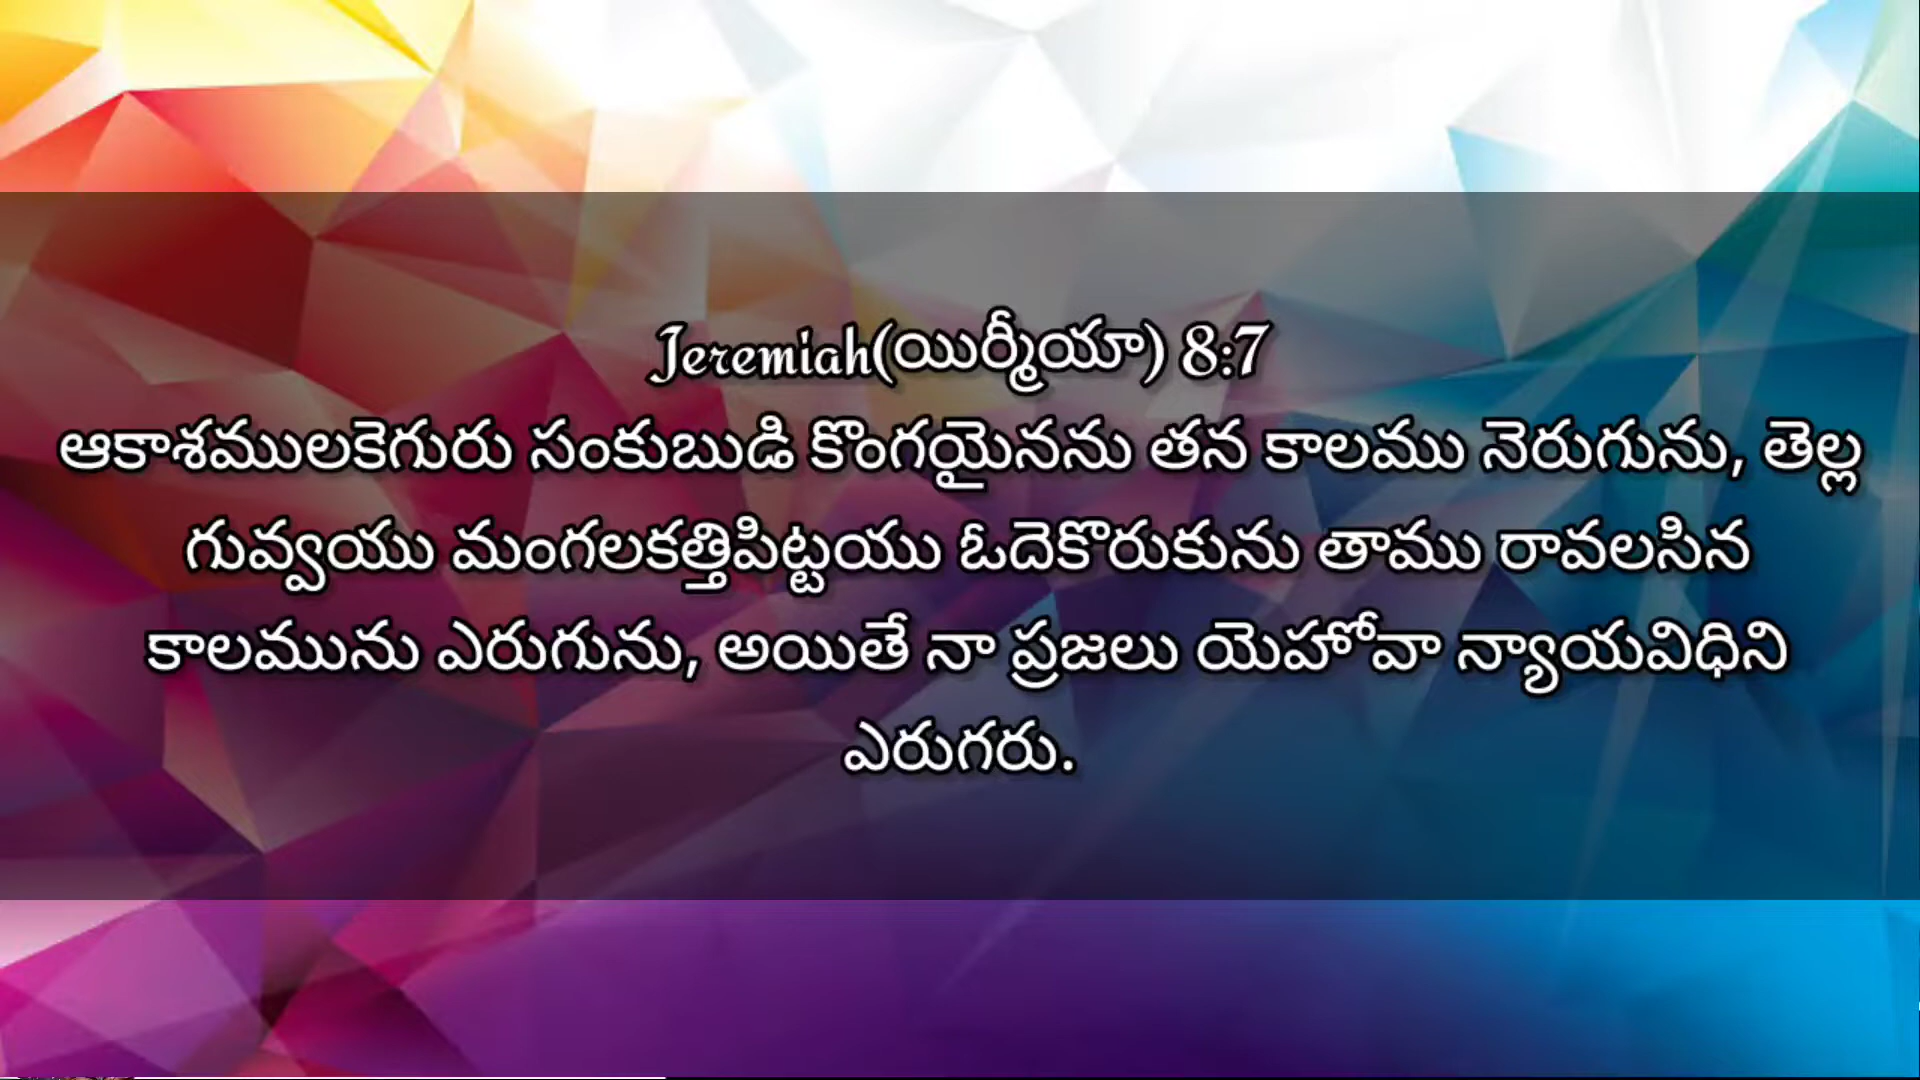 Jeremiah(యిర్మీయా) 8:7
ఆకాశములకెగురు సంకుబుడి కొంగయైనను తన కాలము నెరుగును, తెల్ల
గువ్వయు మంగలకత్తిపిట్టయు ఓదెకొరుకును తాము రావలసిన
కాలమును ఎరుగును, అయితే నా ప్రజలు యెహోవా న్యాయవిధిని
ఎరుగరు.